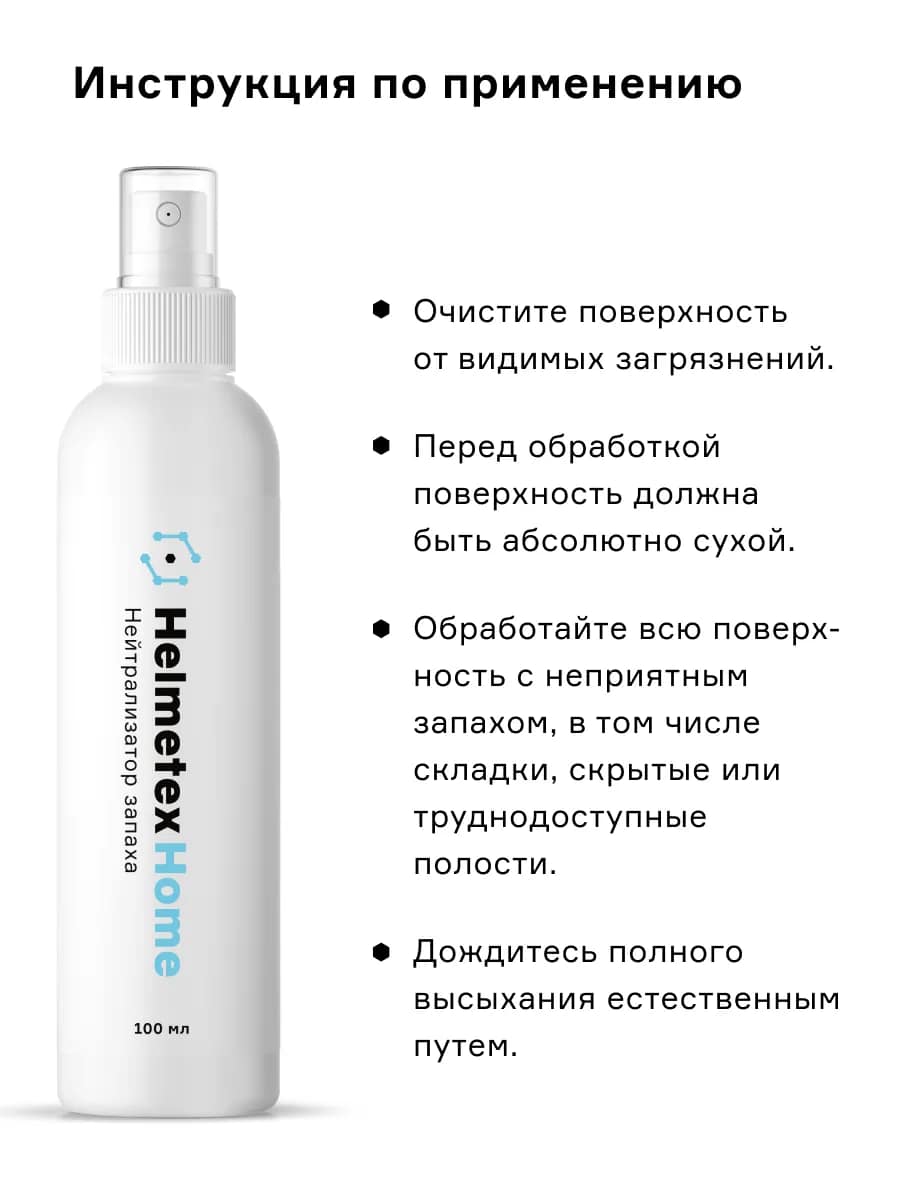 Инструкция по применению
Очистите поверхность
от видимых загрязнений.
Перед обработкой
поверхность должна
быть абсолютно сухой.
Обработайте всю поверх-
ность с неприятным
запахом, в том числе
складки, скрытые или
труднодоступные
полости.
Дождитесь полного
высыхания естественным
путем.
Helmetex Home
Нейтрализатор запаха
100 мл